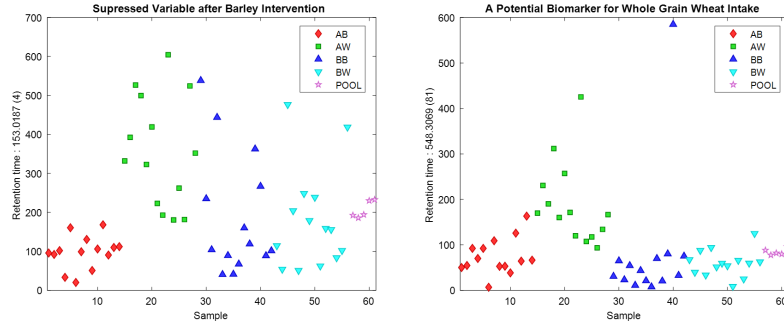 Supressed Variable after Barley Intervention
700
600
500
400
300
200
100
0
10 20 30 40 50 60
Sample
Retention time : 153.0187 (4)
AB
AW
BB
BW
POOL
A Potential Biomarker for Whole Grain Wheat Intake
600
500
400
300
200
100
0
10 20 30 40 50 60
Sample
Retention time : 548.3069 (81)
AB
AW
BB
BW
POOL